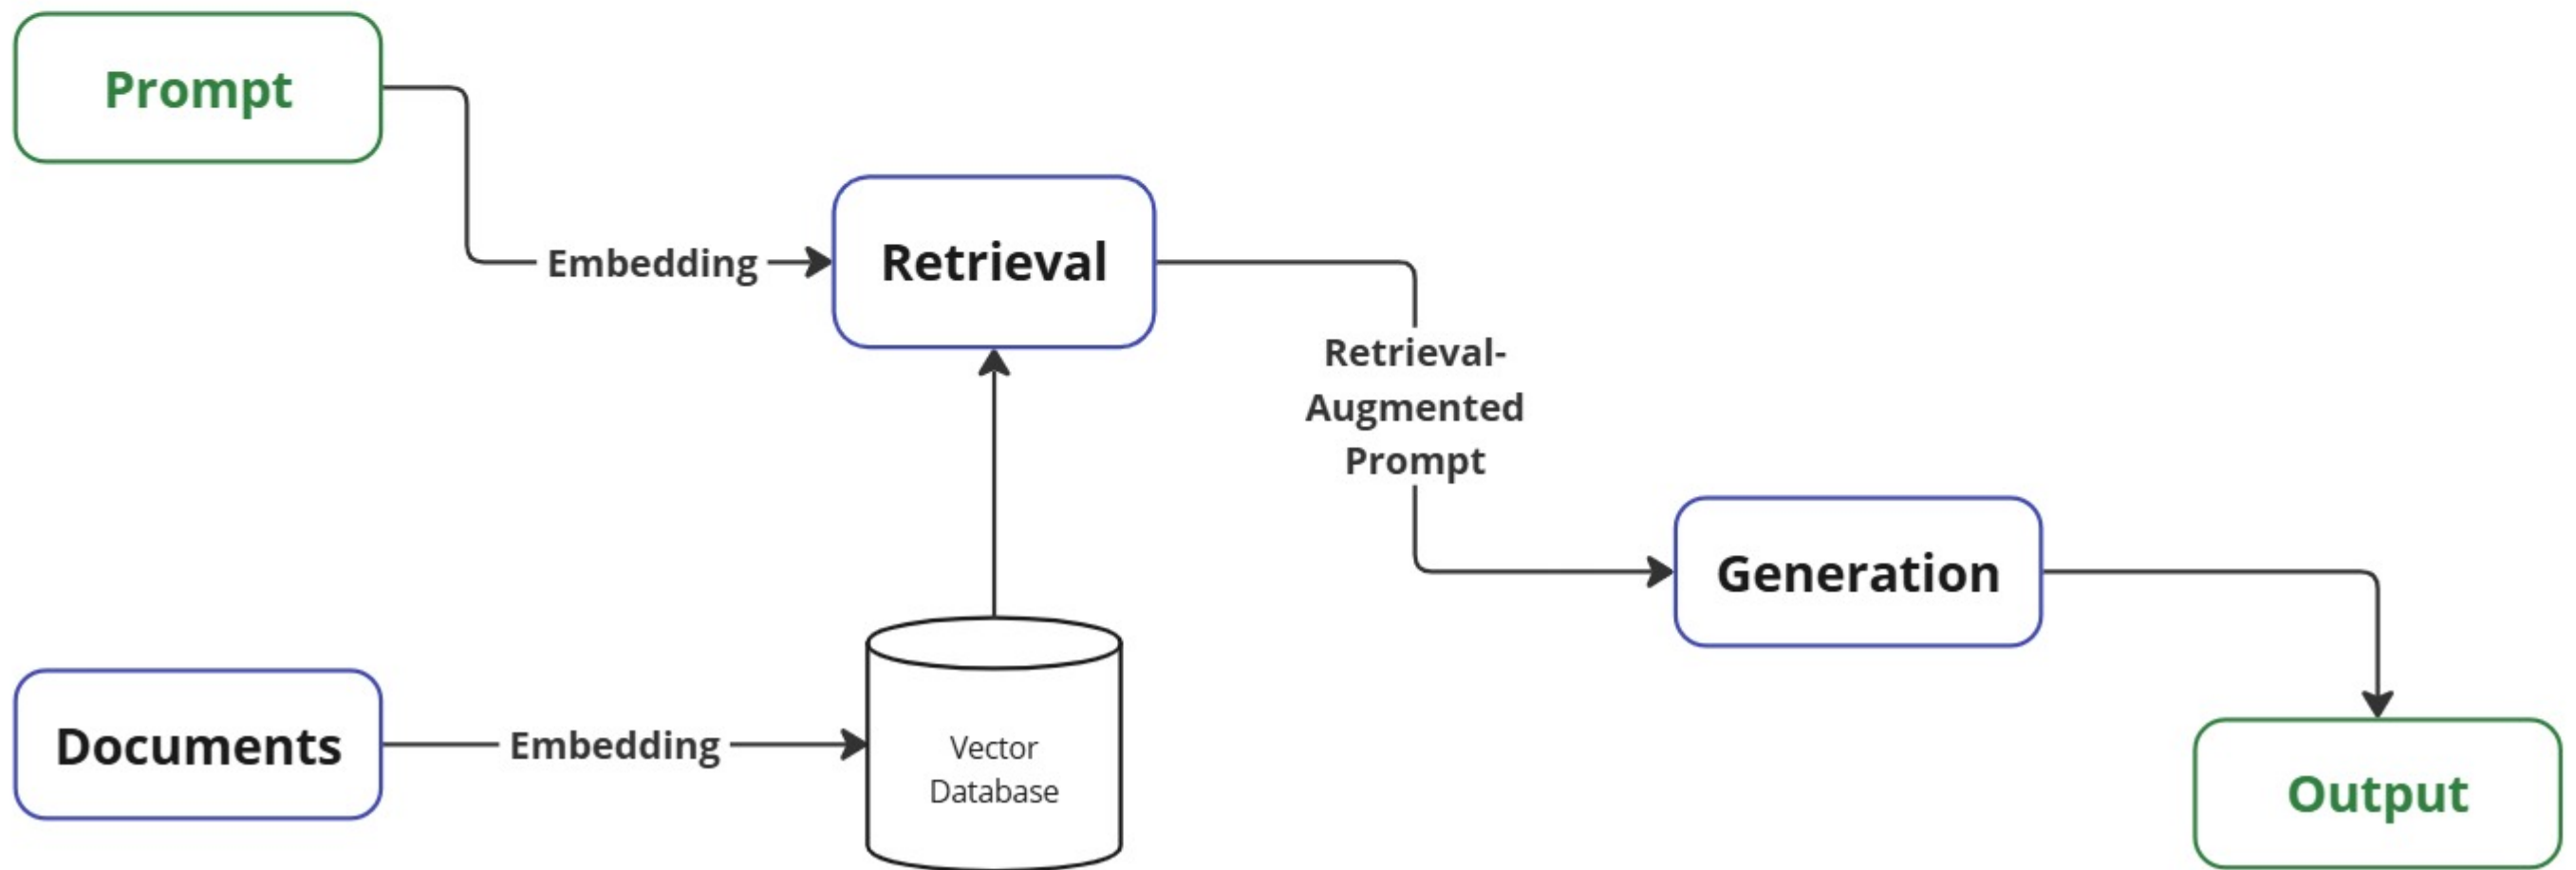 Prompt
Embedding
Retrieval
Retrieval-
Augmented
Prompt
Generation
Documents
Embedding
Vector
Database
Output